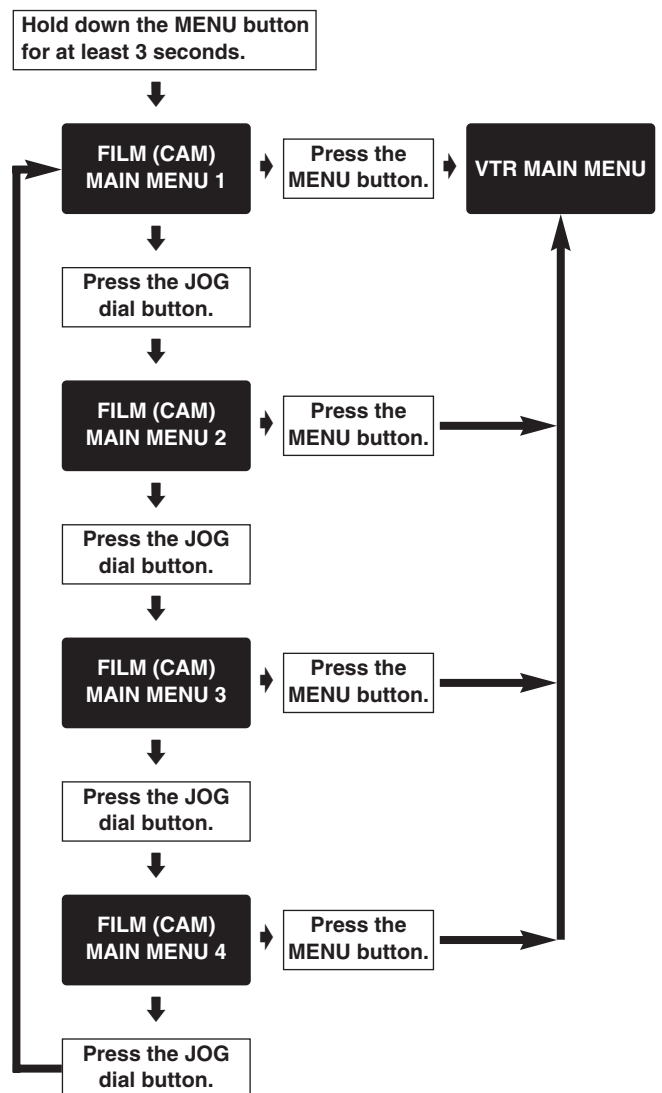 Hold down the MENU button
for at least 3 seconds.
FILM (CAM)
MAIN MENU 1
Press the
MENU button.
VTR MAIN MENU
Press the JOG
dial button.
FILM (CAM)
MAIN MENU 2
Press the
MENU button.
Press the JOG
dial button.
FILM (CAM)
MAIN MENU 3
Press the
MENU button.
Press the JOG
dial button.
FILM (CAM)
MAIN MENU 4
Press the
MENU button.
Press the JOG
dial button.